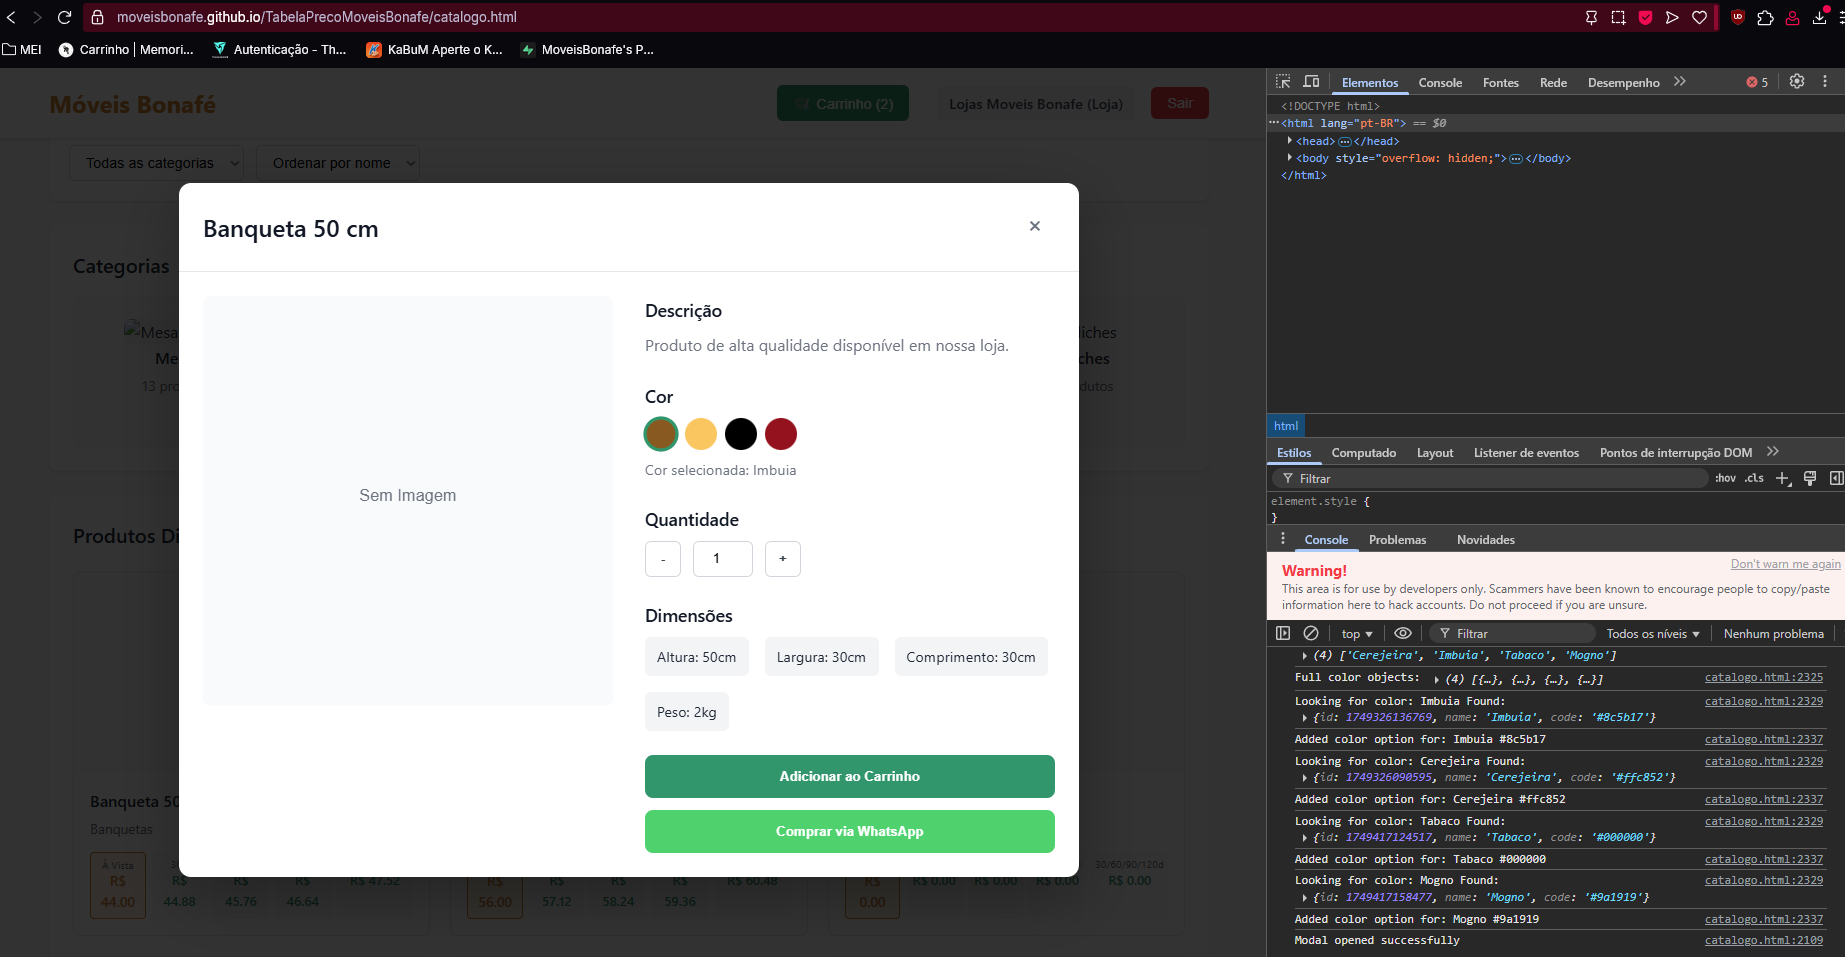 moveisbonafe.github.io/TabelaPrecoMoveisBonafe/catalogo.html
MEI
Carrinho | Memori...
Autenticação - Th...
KaBuM Aperte o K...
MoveisBonafe's P...
Móveis Bonafé
Carrinho (2)
Lojas Moveis Bonafe (Loja)
Sair
Todas as categorias
Ordenar por nome
Categorias
Mesa
Me
13 pro
liches
ches
dutos
Produtos Di
Banqueta 50 cm
×
Sem Imagem
Descrição
Produto de alta qualidade disponível em nossa loja.
Cor
Cor selecionada: Imbuia
Quantidade
- 1 +
Dimensões
Altura: 50cm
Largura: 30cm
Comprimento: 30cm
Peso: 2kg
Adicionar ao Carrinho
Comprar via WhatsApp
Banqueta 50
Banquetas
À Vista
R$ 44.00
R$ 44.88
R$ 45.76
R$ 46.64
R$ 47.52
R$ 56.00
R$ 57.12
R$ 58.24
R$ 59.36
R$ 60.48
R$ 0.00
R$ 0.00
R$ 0.00
R$ 0.00
30/60/90/120d
R$ 0.00
Elementos
Console
Fontes
Rede
Desempenho
5
<!DOCTYPE html>
<html lang="pt-BR"> == $0
<head>…</head>
<body style="overflow: hidden;">…</body>
</html>
html
Estilos
Computado
Layout
Listener de eventos
Pontos de interrupção DOM
Filtrar
:hov .cls
element.style {
}
Console
Problemas
Novidades
Don't warn me again
Warning!
This area is for use by developers only. Scammers have been known to encourage people to copy/paste
information here to hack accounts. Do not proceed if you are unsure.
top
Filtrar
Todos os níveis
Nenhum problema
(4) ['Cerejeira', 'Imbuia', 'Tabaco', 'Mogno']
Full color objects: (4) [{…}, {…}, {…}, {…}] catalogo.html:2325
Looking for color: Imbuia Found: catalogo.html:2329
{id: 1749326136769, name: 'Imbuia', code: '#8c5b17'}
Added color option for: Imbuia #8c5b17 catalogo.html:2337
Looking for color: Cerejeira Found: catalogo.html:2329
{id: 1749326090595, name: 'Cerejeira', code: '#ffc852'}
Added color option for: Cerejeira #ffc852 catalogo.html:2337
Looking for color: Tabaco Found: catalogo.html:2329
{id: 1749417124517, name: 'Tabaco', code: '#000000'}
Added color option for: Tabaco #000000 catalogo.html:2337
Looking for color: Mogno Found: catalogo.html:2329
{id: 1749417158477, name: 'Mogno', code: '#9a1919'}
Added color option for: Mogno #9a1919 catalogo.html:2337
Modal opened successfully catalogo.html:2109